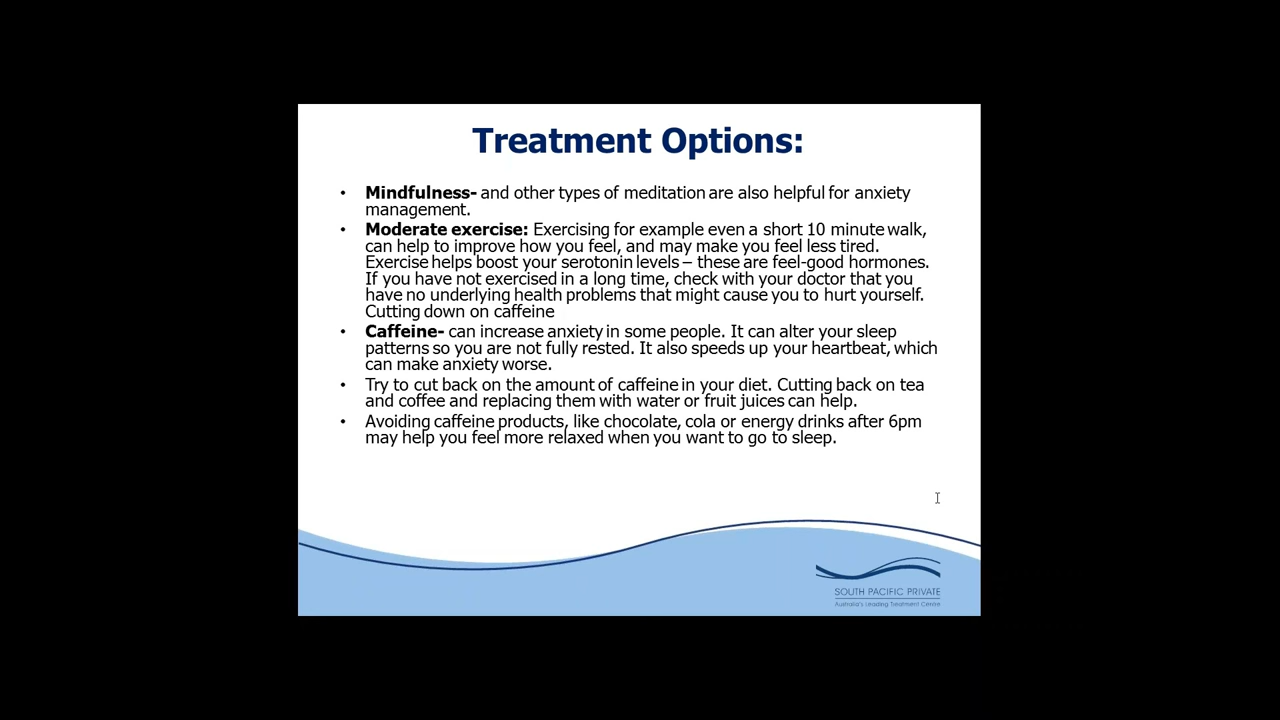 Treatment Options:
• Mindfulness- and other types of meditation are also helpful for anxiety
management.
• Moderate exercise: Exercising for example even a short 10 minute walk,
can help to improve how you feel, and may make you feel less tired.
Exercise helps boost your serotonin levels – these are feel-good hormones.
If you have not exercised in a long time, check with your doctor that you
have no underlying health problems that might cause you to hurt yourself.
Cutting down on caffeine
• Caffeine- can increase anxiety in some people. It can alter your sleep
patterns so you are not fully rested. It also speeds up your heartbeat, which
can make anxiety worse.
• Try to cut back on the amount of caffeine in your diet. Cutting back on tea
and coffee and replacing them with water or fruit juices can help.
• Avoiding caffeine products, like chocolate, cola or energy drinks after 6pm
may help you feel more relaxed when you want to go to sleep.
SOUTH PACIFIC PRIVATE
Australia's Leading Treatment Centre